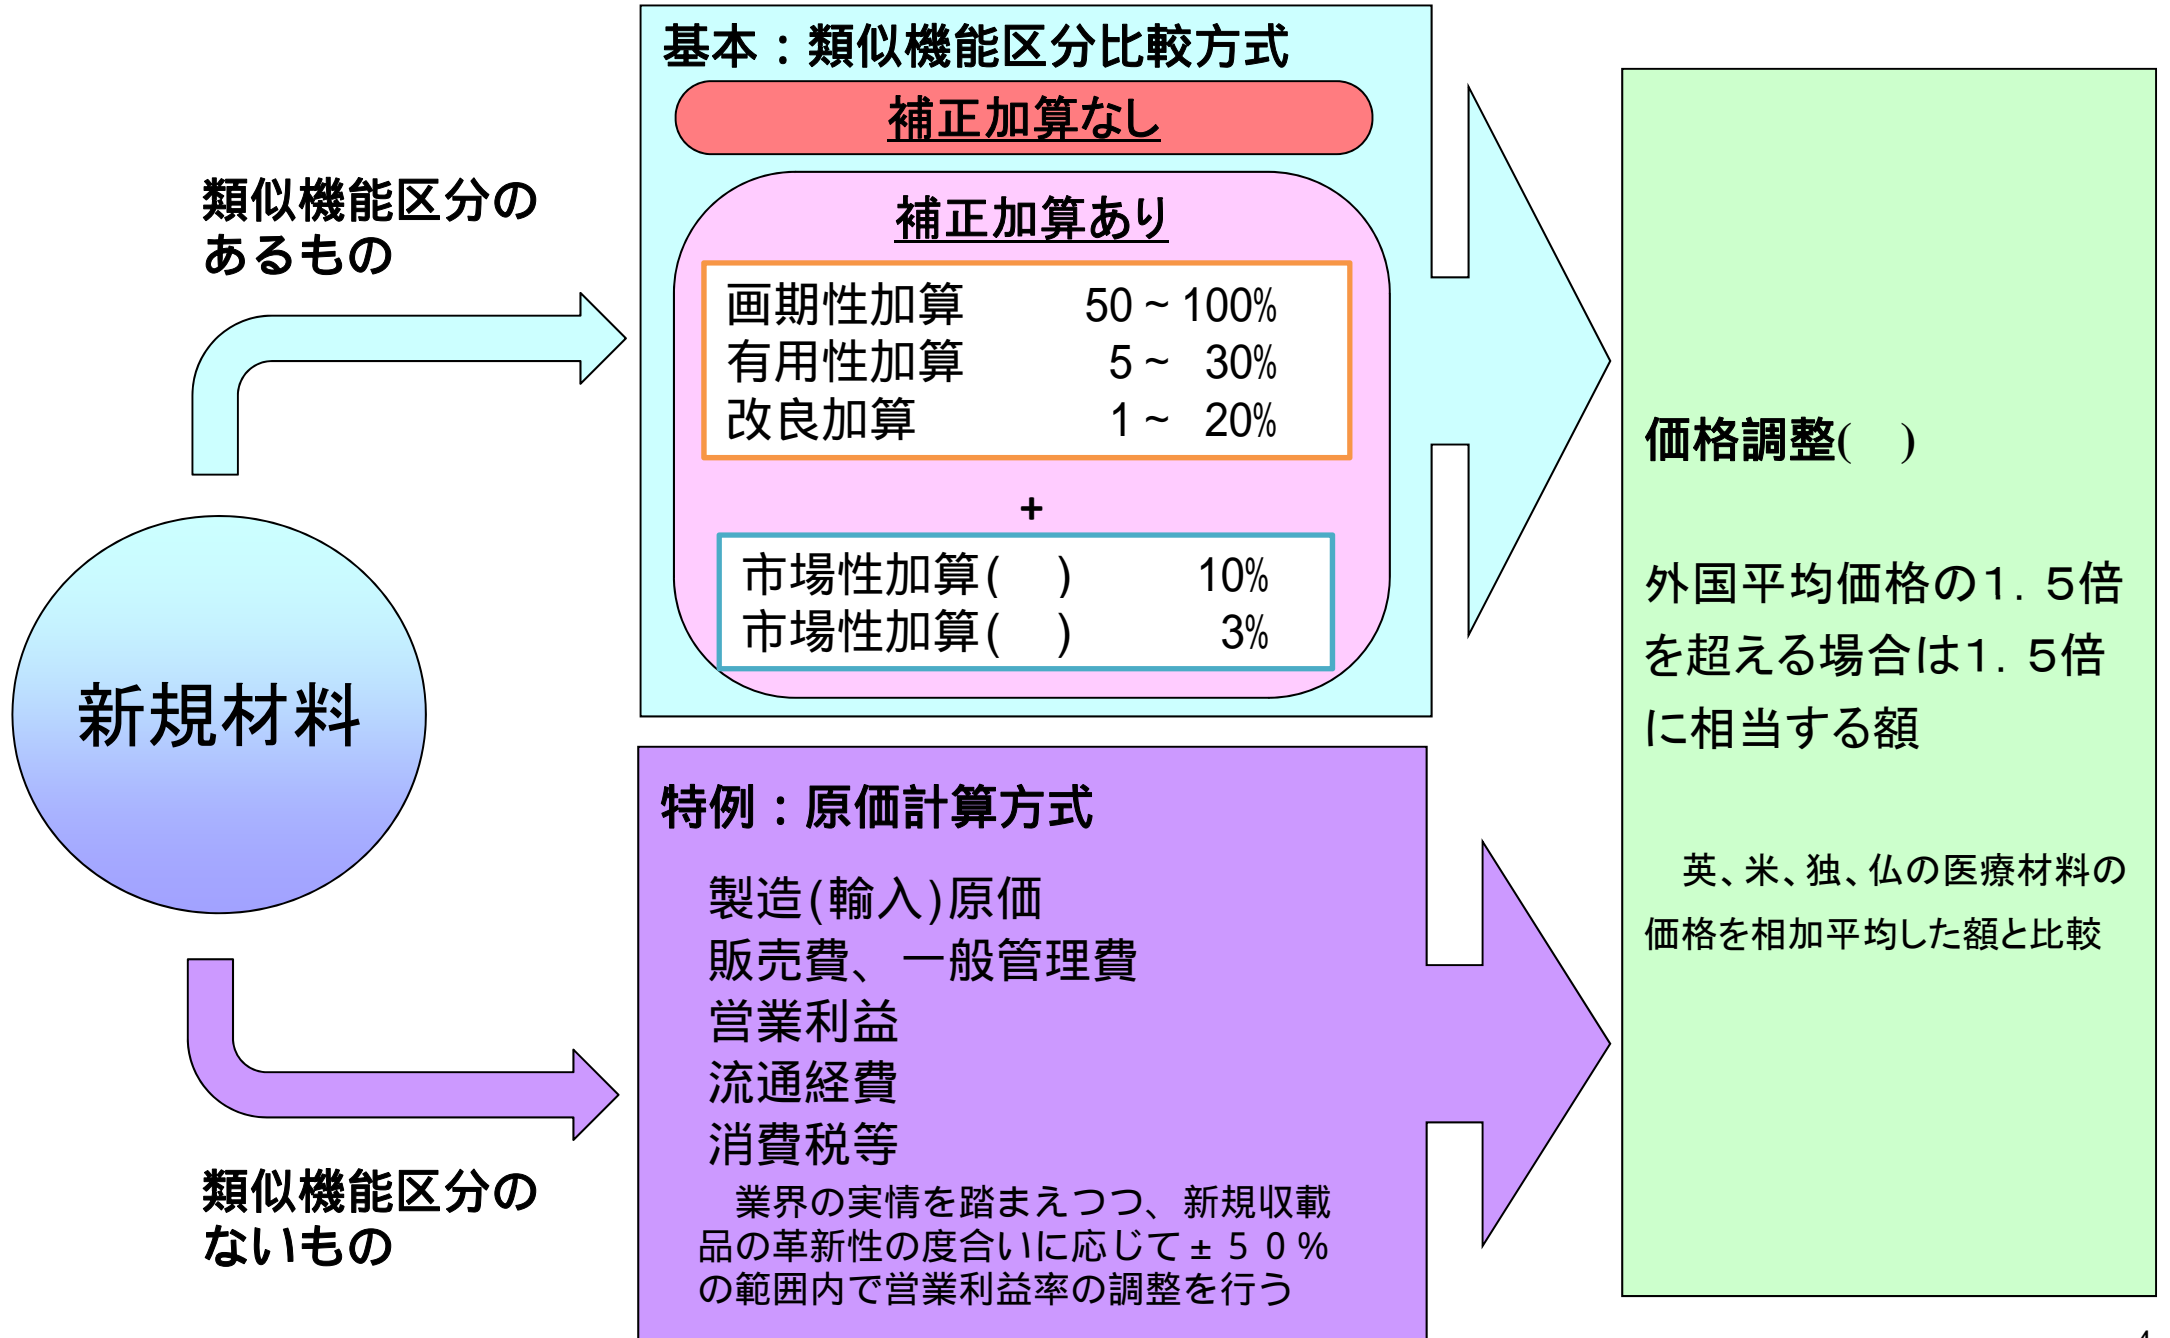 類似機能区分の
あるもの
新規材料
類似機能区分の
ないもの
基本：類似機能区分比較方式
補正加算なし
補正加算あり
画期性加算 50～100%
有用性加算 5～ 30%
改良加算 1～ 20%
+
市場性加算(　) 10%
市場性加算(　) 3%
特例：原価計算方式
製造(輸入)原価
販売費、一般管理費
営業利益
流通経費
消費税等
業界の実情を踏まえつつ、新規収載
品の革新性の度合いに応じて±５０%
の範囲内で営業利益率の調整を行う
価格調整(　)
外国平均価格の１．５倍
を超える場合は１．５倍
に相当する額
英、米、独、仏の医療材料の
価格を相加平均した額と比較